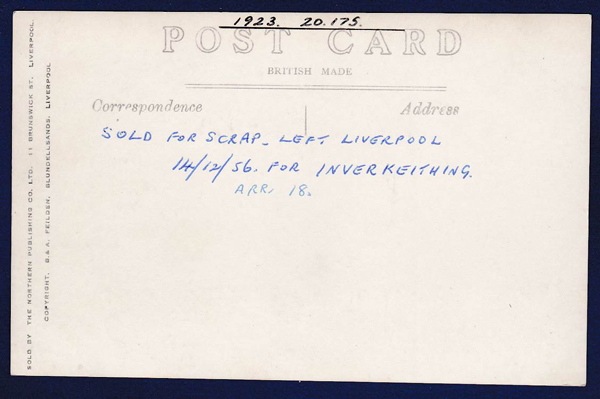 1923. 20.175.
POST CARD
BRITISH MADE
Correspondence
Address
SOLD FOR SCRAP. LEFT LIVERPOOL
14/12/56. FOR INVERKEITHING.
ARR. 18.
SOLD BY THE NORTHERN PUBLISHING CO. LTD. 11 BRUNSWICK ST. LIVERPOOL.
COPYRIGHT. B.& A. FEILDEN, BLUNDELLSANDS, LIVERPOOL